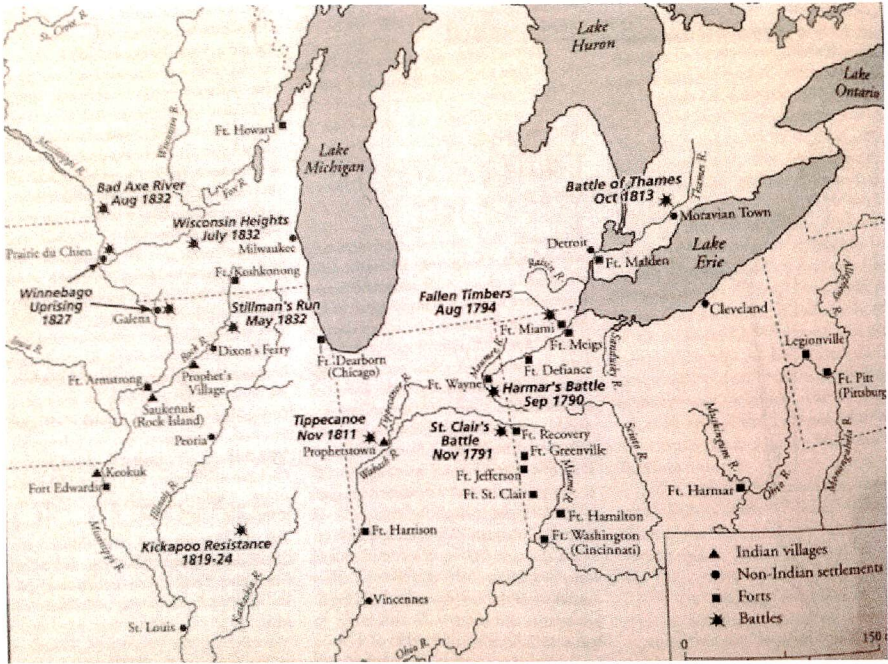 St. Croix R.
Lake
Huron
Lake
Ontario
Wisconsin R.
Ft. Howard
Mississippi R.
Lake
Michigan
Fox R.
Bad Axe River
Aug 1832
Battle of Thames
Oct 1813
Thames R.
Moravian Town
Wisconsin Heights
July 1832
Milwaukee
Prairie du Chien
Detroit
Ft. Malden
Lake
Erie
Raisin R.
Ft. Koshkonong
Allegheny R.
Winnebago
Uprising
1827
Galena
Stillman's Run
May 1832
Fallen Timbers
Aug 1794
Cleveland
Ft. Miami
Ft. Meigs
Sandusky R.
Rock R.
Dixon's Ferry
Prophet's
Village
Ft. Dearborn
(Chicago)
Maumee R.
Ft. Defiance
Legionville
Ft. Pitt
(Pittsburg
Iowa R.
Ft. Armstrong
Saukenuk
(Rock Island)
Ft. Wayne
Harmar's Battle
Sep 1790
Tippecanoe R.
Tippecanoe
Nov 1811
Prophetstown
Wabash R.
St. Clair's
Battle
Nov 1791
Ft. Recovery
Ft. Greenville
Ft. Jefferson
Ft. St. Clair
Miami R.
Scioto R.
Muskingum R.
Monongahela R.
Peoria
Keokuk
Fort Edwards
Illinois R.
Ft. Harmar
Ohio R.
Mississippi R.
Kickapoo Resistance
1819-24
Ft. Harrison
Ft. Hamilton
Ft. Washington
(Cincinnati)
Kaskaskia R.
Vincennes
St. Louis
Ohio R.
Indian villages
Non-Indian settlements
Forts
Battles
0
150